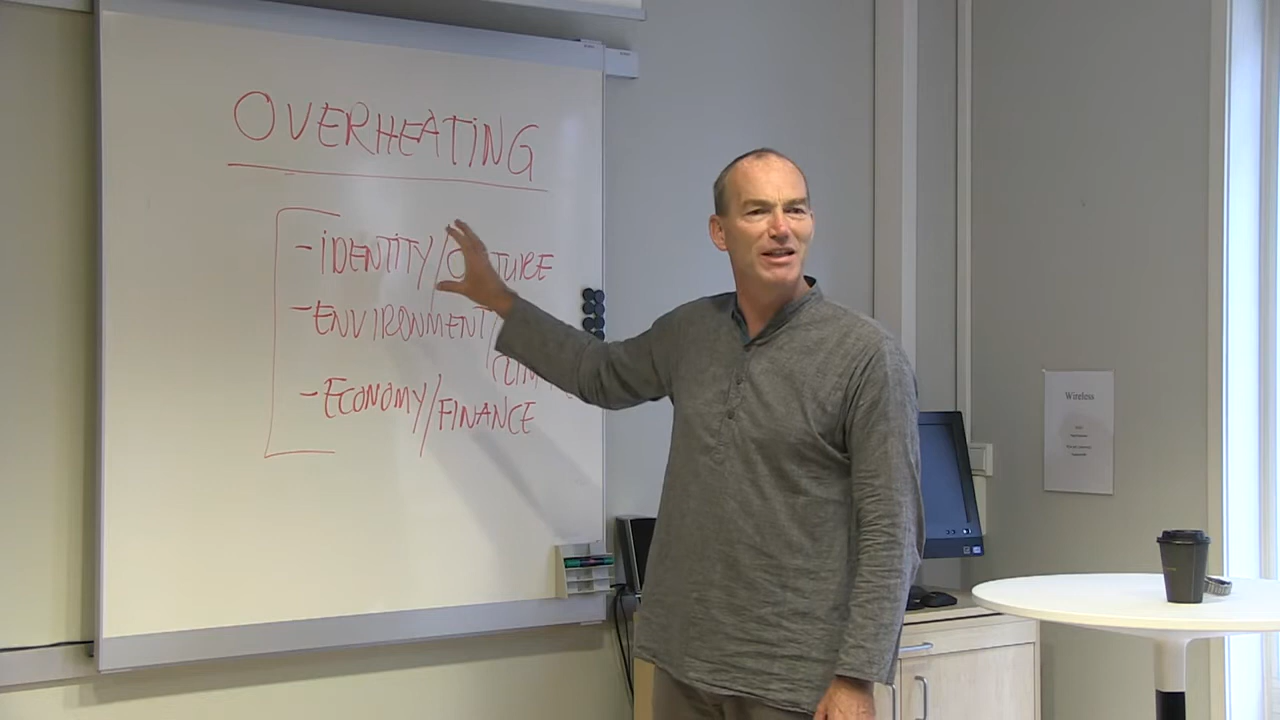 OVERHEATING
- IDENTITY/
- ENVIRONMENT/
- ECONOMY/FINANCE
Wireless